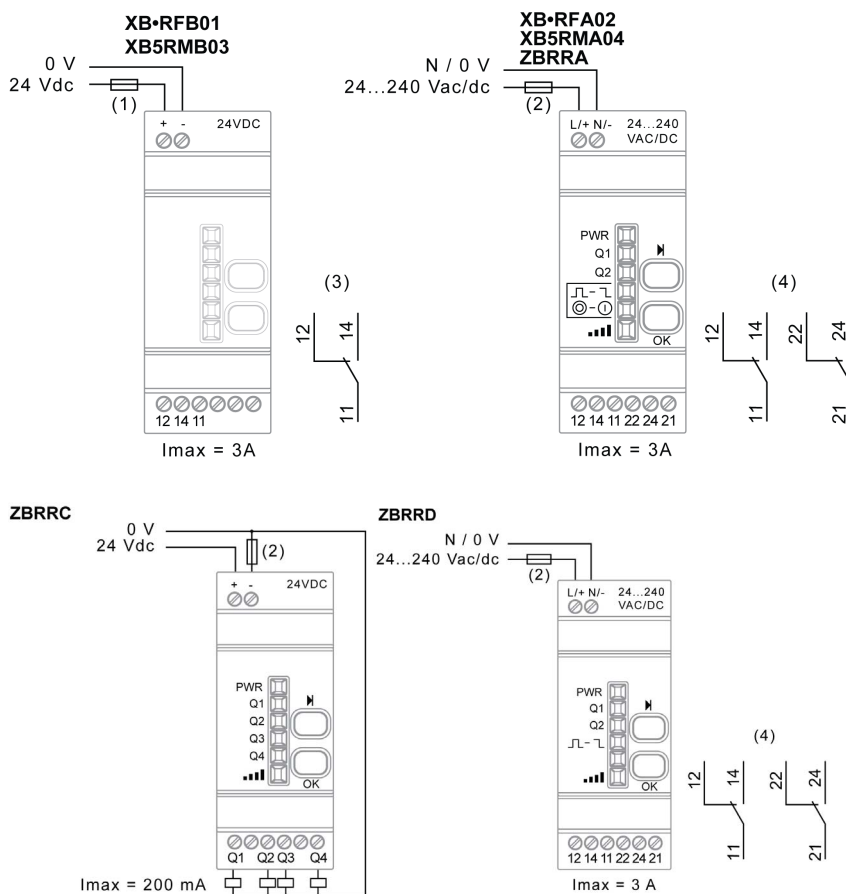 XB•RFB01
XB5RMB03
0 V
24 Vdc
(1)
+ - 24VDC
(3)
12 14
11
12 14 11
Imax = 3A
XB•RFA02
XB5RMA04
ZBRRA
N / 0 V
24...240 Vac/dc
(2)
L/+ N/- 24...240
VAC/DC
PWR
Q1
Q2
OK
(4)
12 14 22 24
11 21
12 14 11 22 24 21
Imax = 3A
ZBRRC
0 V
24 Vdc
(2)
+ - 24VDC
PWR
Q1
Q2
Q3
Q4
OK
Q1 Q2 Q3 Q4
Imax = 200 mA
ZBRRD
N / 0 V
24...240 Vac/dc
(2)
L/+ N/- 24...240
VAC/DC
PWR
Q1
Q2
OK
(4)
12 14 22 24
11 21
12 14 11 22 24 21
Imax = 3 A